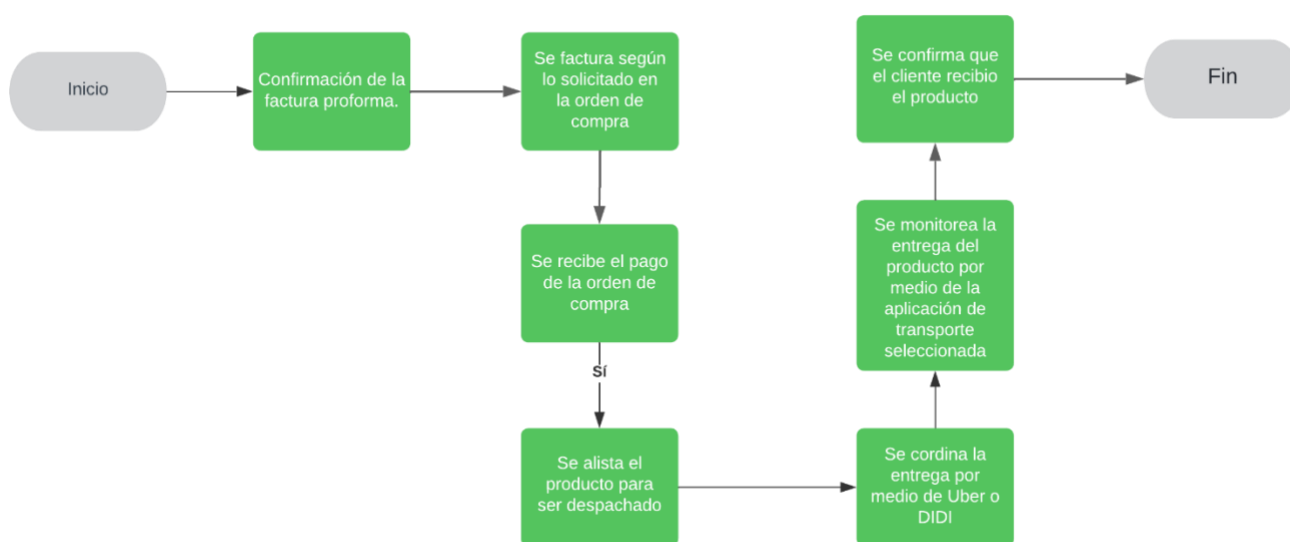 Inicio
Confirmación de la
factura proforma.
Se factura según
lo solicitado en
la orden de
compra
Se recibe el pago
de la orden de
compra
Sí
Se alista el
producto para
ser despachado
Se cordina la
entrega por
medio de Uber o
DIDI
Se monitorea la
entrega del
producto por
medio de la
aplicación de
transporte
seleccionada
Se confirma que
el cliente recibio
el producto
Fin